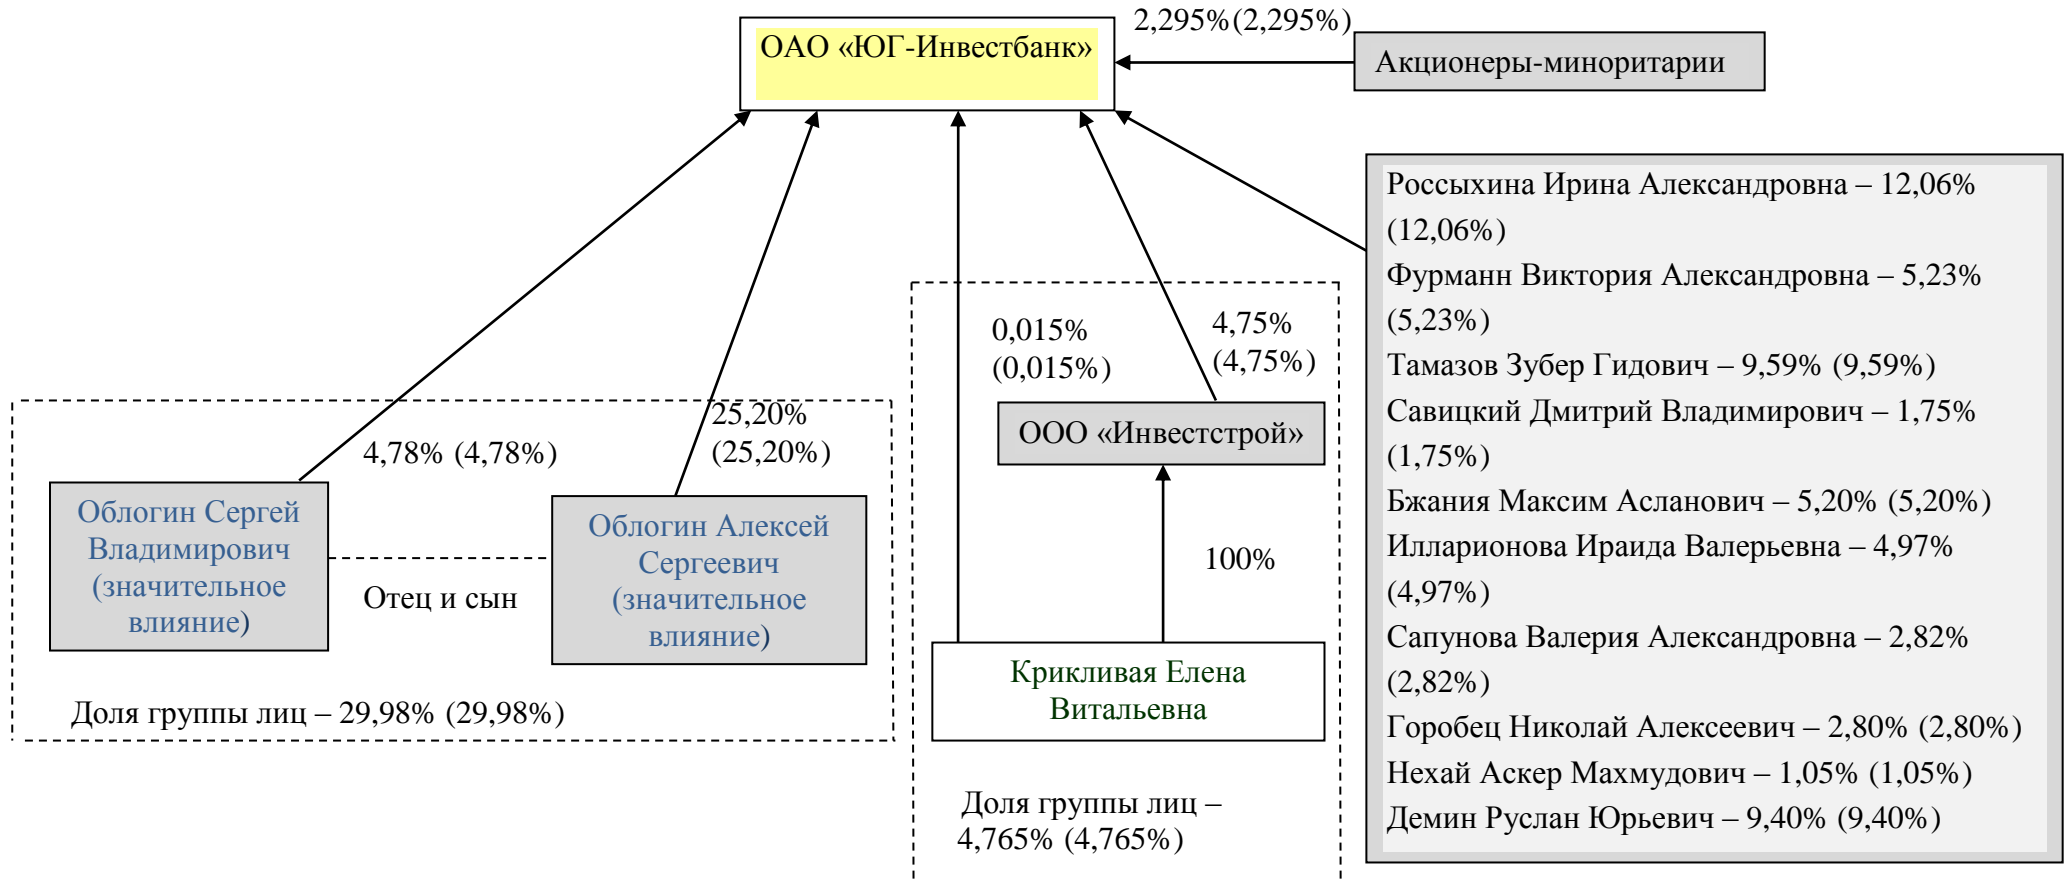 2,295%(2,295%)
ОАО «ЮГ-Инвестбанк»
Акционеры-миноритарии
Россыхина Ирина Александровна – 12,06%
(12,06%)
Фурманн Виктория Александровна – 5,23%
(5,23%)
Тамазов Зубер Гидович – 9,59% (9,59%)
Савицкий Дмитрий Владимирович – 1,75%
(1,75%)
Бжания Максим Асланович – 5,20% (5,20%)
Илларионова Ираида Валерьевна – 4,97%
(4,97%)
Сапунова Валерия Александровна – 2,82%
(2,82%)
Горобец Николай Алексеевич – 2,80% (2,80%)
Нехай Аскер Махмудович – 1,05% (1,05%)
Демин Руслан Юрьевич – 9,40% (9,40%)
0,015%
(0,015%)
4,75%
(4,75%)
ООО «Инвестстрой»
100%
Крикливая Елена
Витальевна
Доля группы лиц –
4,765% (4,765%)
4,78% (4,78%)
25,20%
(25,20%)
Облогин Сергей
Владимирович
(значительное
влияние)
Отец и сын
Облогин Алексей
Сергеевич
(значительное
влияние)
Доля группы лиц – 29,98% (29,98%)